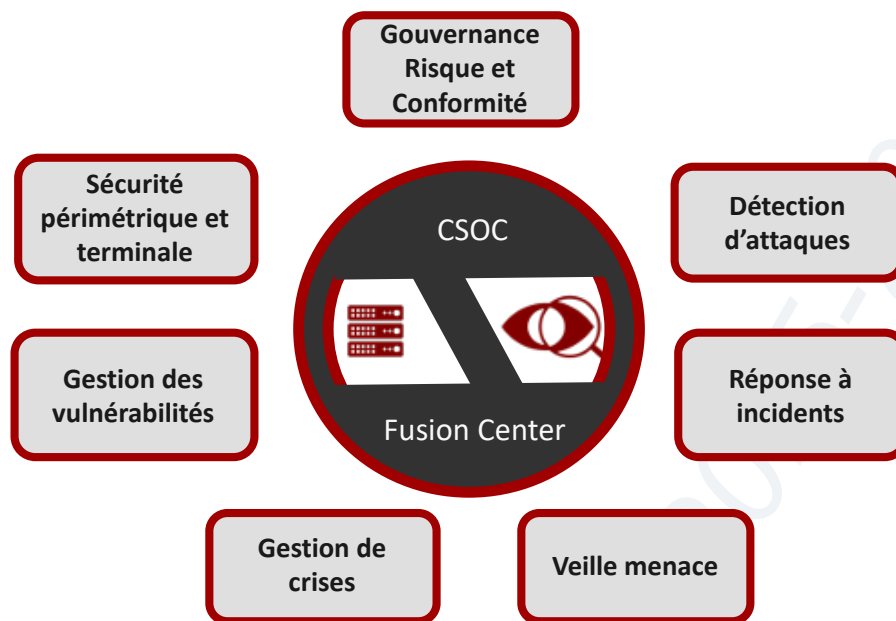 Gouvernance
Risque et
Conformité
Sécurité
périmétrique et
terminale
CSOC
Détection
d’attaques
Gestion des
vulnérabilités
Réponse à
incidents
Fusion Center
Gestion de
crises
Veille menace